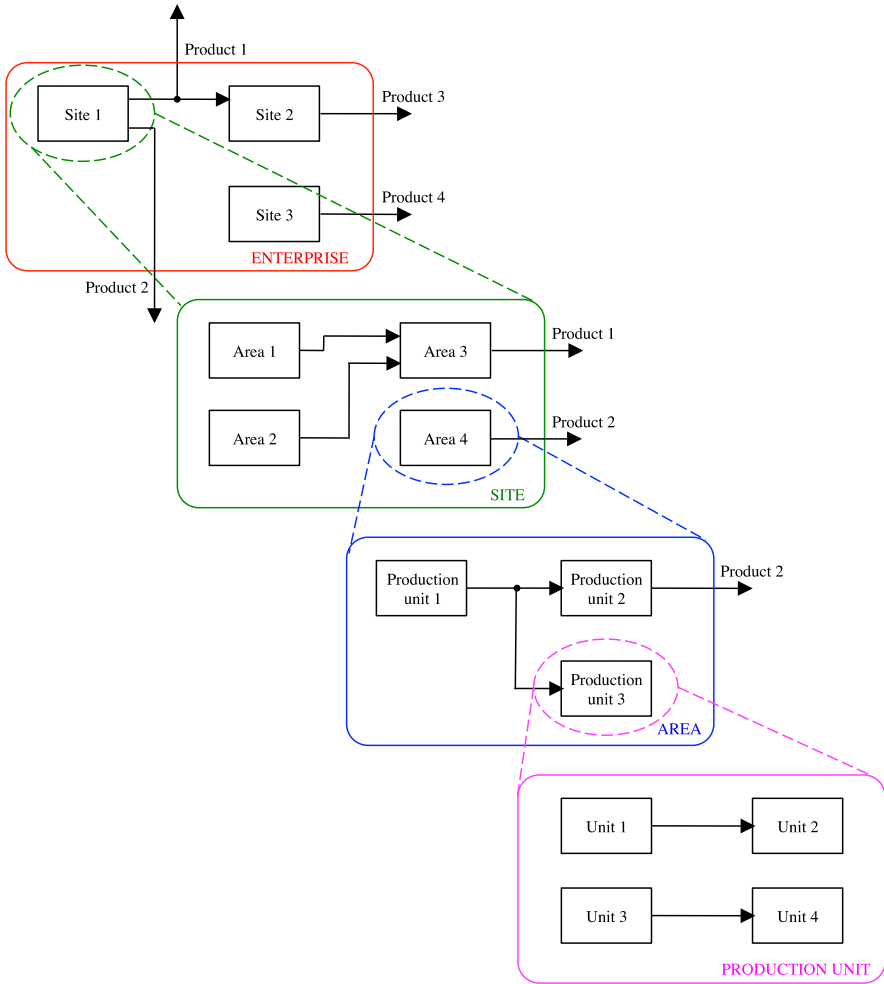 Product 1
Site 1
Site 2
Product 3
Site 3
Product 4
ENTERPRISE
Product 2
Area 1
Area 3
Product 1
Area 2
Area 4
Product 2
SITE
Production
unit 1
Production
unit 2
Product 2
Production
unit 3
AREA
Unit 1
Unit 2
Unit 3
Unit 4
PRODUCTION UNIT